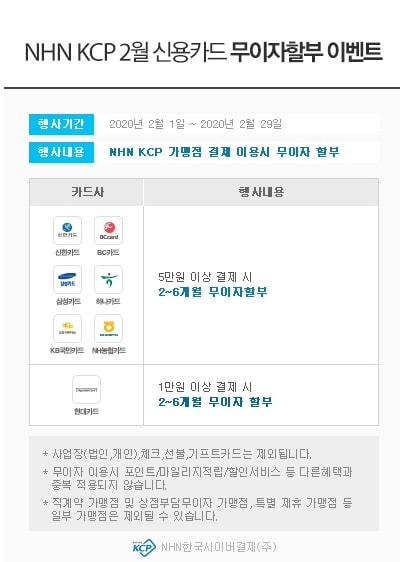 NHN KCP 2월 신용카드 무이자할부 이벤트
행사기간 2020년 2월 1일 ~ 2020년 2월 29일
행사내용 NHN KCP 가맹점 결제 이용시 무이자 할부
카드사 행사내용
신한카드 BCcard
신한카드 BC카드
삼성카드
삼성카드 하나카드
KB국민카드 NH농협카드
5만원 이상 결제 시
2~6개월 무이자할부
현대카드
1만원 이상 결제 시
2~6개월 무이자 할부
* 사업장(법인,개인),체크,선불,기프트카드는 제외됩니다.
* 무이자 이용시 포인트/마일리지적립/할인서비스 등 다른혜택과
중복 적용되지 않습니다.
* 직계약 가맹점 및 상점부담무이자 가맹점, 특별 제휴 가맹점 등
일부 가맹점은 제외될 수 있습니다.
KCP NHN한국사이버결제(주)